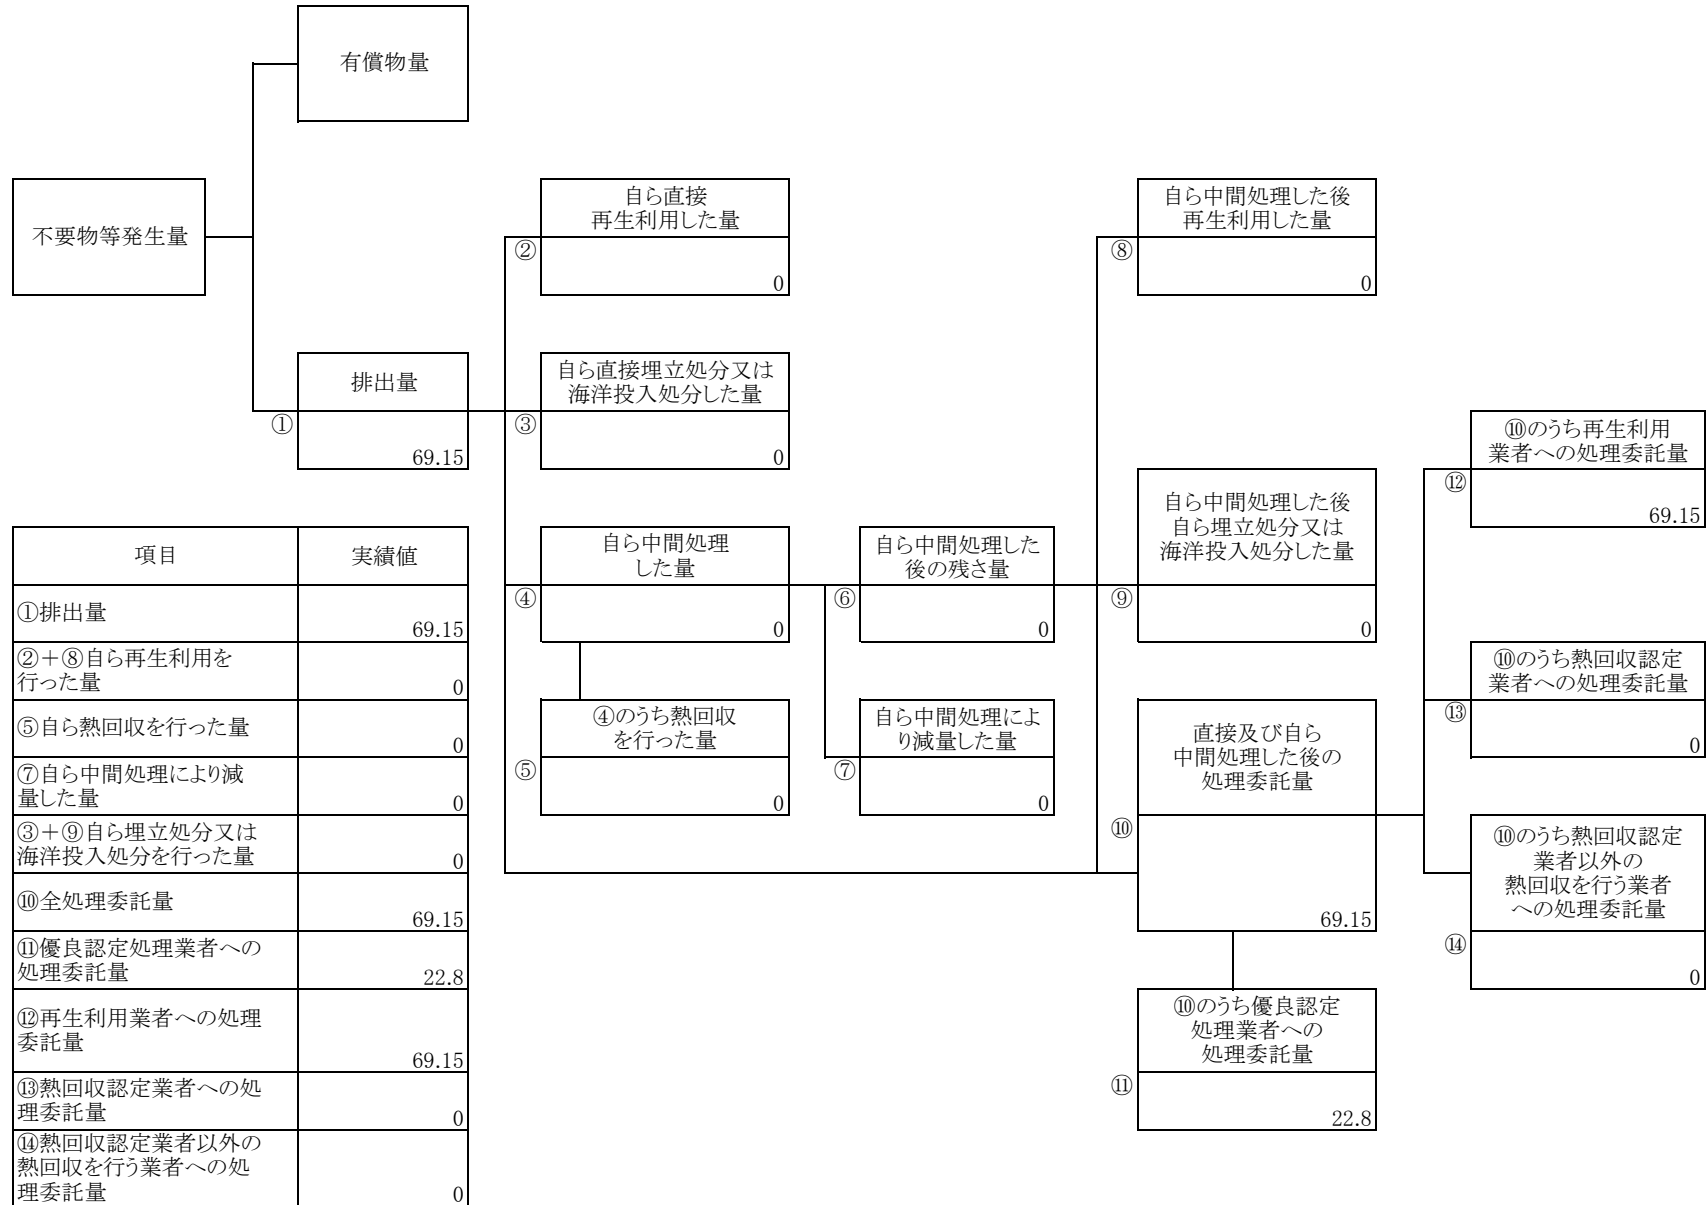 有償物量
不要物等発生量
自ら直接
再生利用した量
②
0
自ら中間処理した後
再生利用した量
⑧
0
排出量
①
69.15
自ら直接埋立処分又は
海洋投入処分した量
③
0
⑩のうち再生利用
業者への処理委託量
⑫
69.15
自ら中間処理
した量
④
0
自ら中間処理した
後の残さ量
⑥
0
自ら中間処理した後
自ら埋立処分又は
海洋投入処分した量
⑨
0
⑩のうち熱回収認定
業者への処理委託量
⑬
0
④のうち熱回収
を行った量
⑤
0
自ら中間処理によ
り減量した量
⑦
0
直接及び自ら
中間処理した後の
処理委託量
⑩
69.15
⑩のうち熱回収認定
業者以外の
熱回収を行う業者
への処理委託量
⑭
0
⑩のうち優良認定
処理業者への
処理委託量
⑪
22.8
項目 実績値
①排出量
69.15
②＋⑧自ら再生利用を
行った量
0
⑤自ら熱回収を行った量
0
⑦自ら中間処理により減
量した量
0
③＋⑨自ら埋立処分又は
海洋投入処分を行った量
0
⑩全処理委託量
69.15
⑪優良認定処理業者への
処理委託量
22.8
⑫再生利用業者への処理
委託量
69.15
⑬熱回収認定業者への処
理委託量
0
⑭熱回収認定業者以外の
熱回収を行う業者への処
理委託量
0